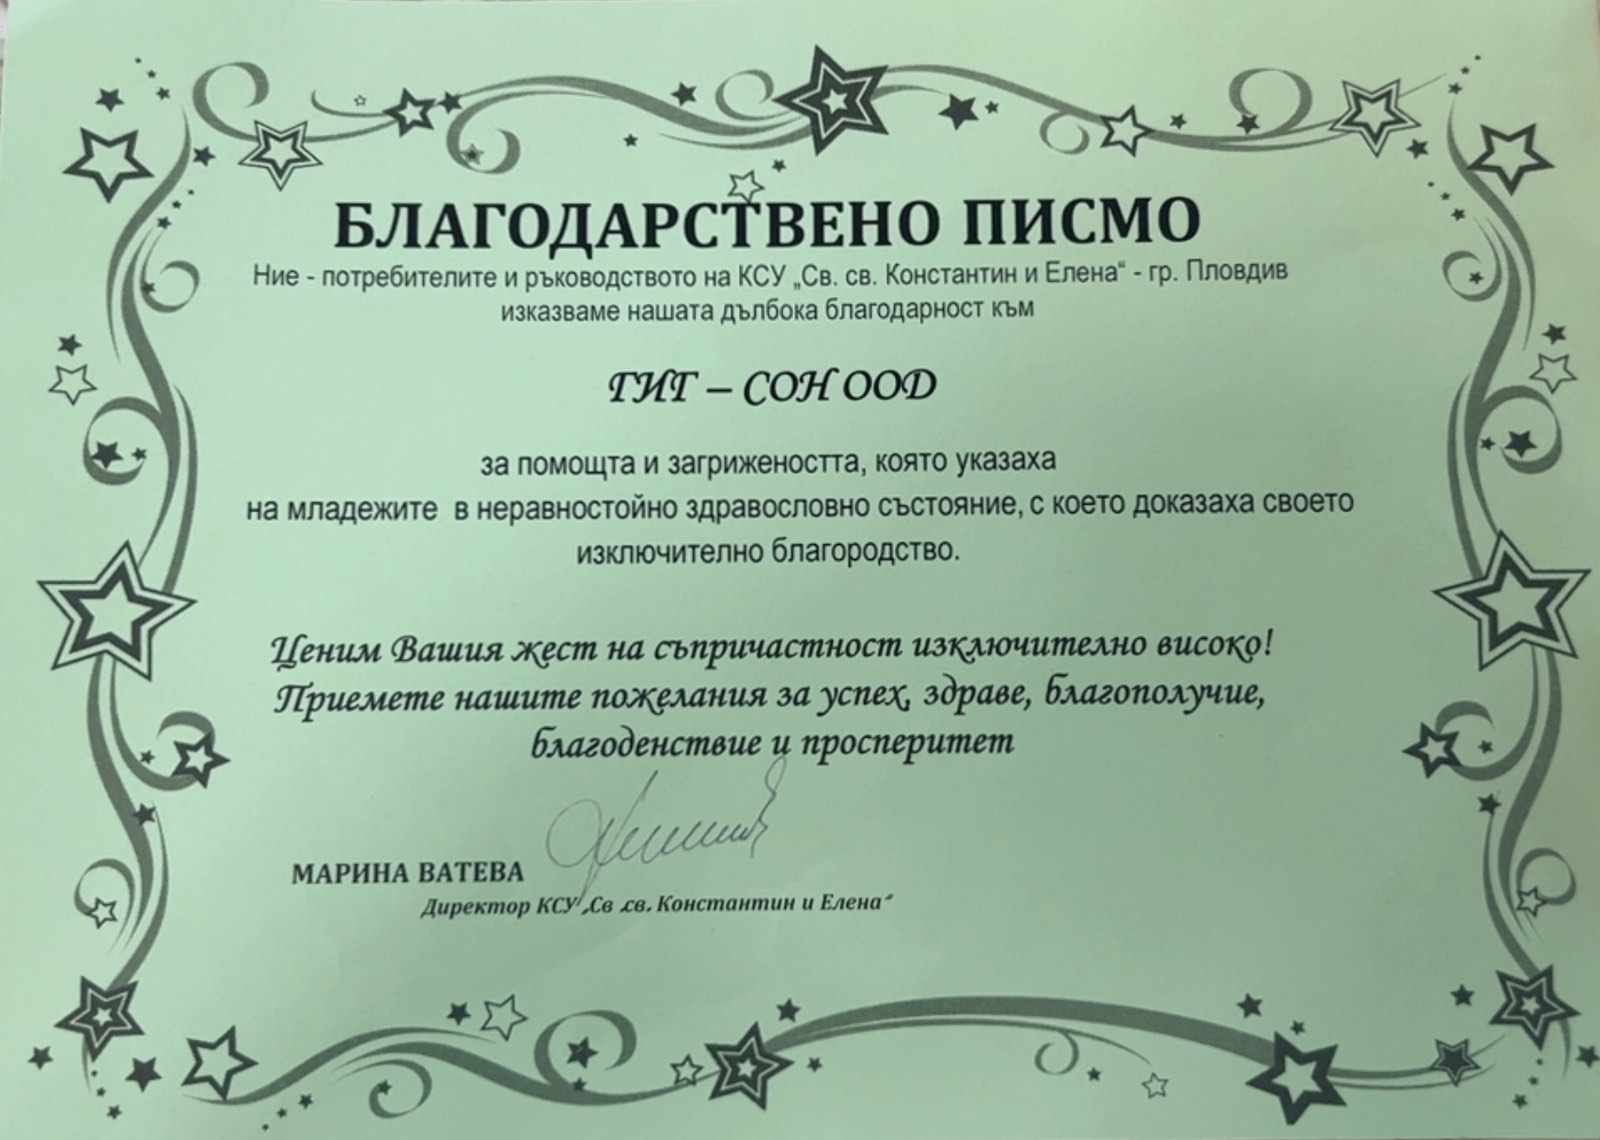 БЛАГОДАРСТВЕНО ПИСМО
Ние - потребителите и ръководството на КСУ „Св. св. Константин и Елена“ - гр. Пловдив
изказваме нашата дълбока благодарност към
ГИГ – СОН ООД
за помощта и загрижеността, която указаха
на младежите в неравностойно здравословно състояние, с което доказаха своето
изключително благородство.
Ценим Вашия жест на съпричастност изключително високо!
Приемете нашите пожелания за успех, здраве, благополучие,
благоденствие и просперитет
МАРИНА ВАТЕВА
Директор КСУ „Св .св. Константин и Елена“